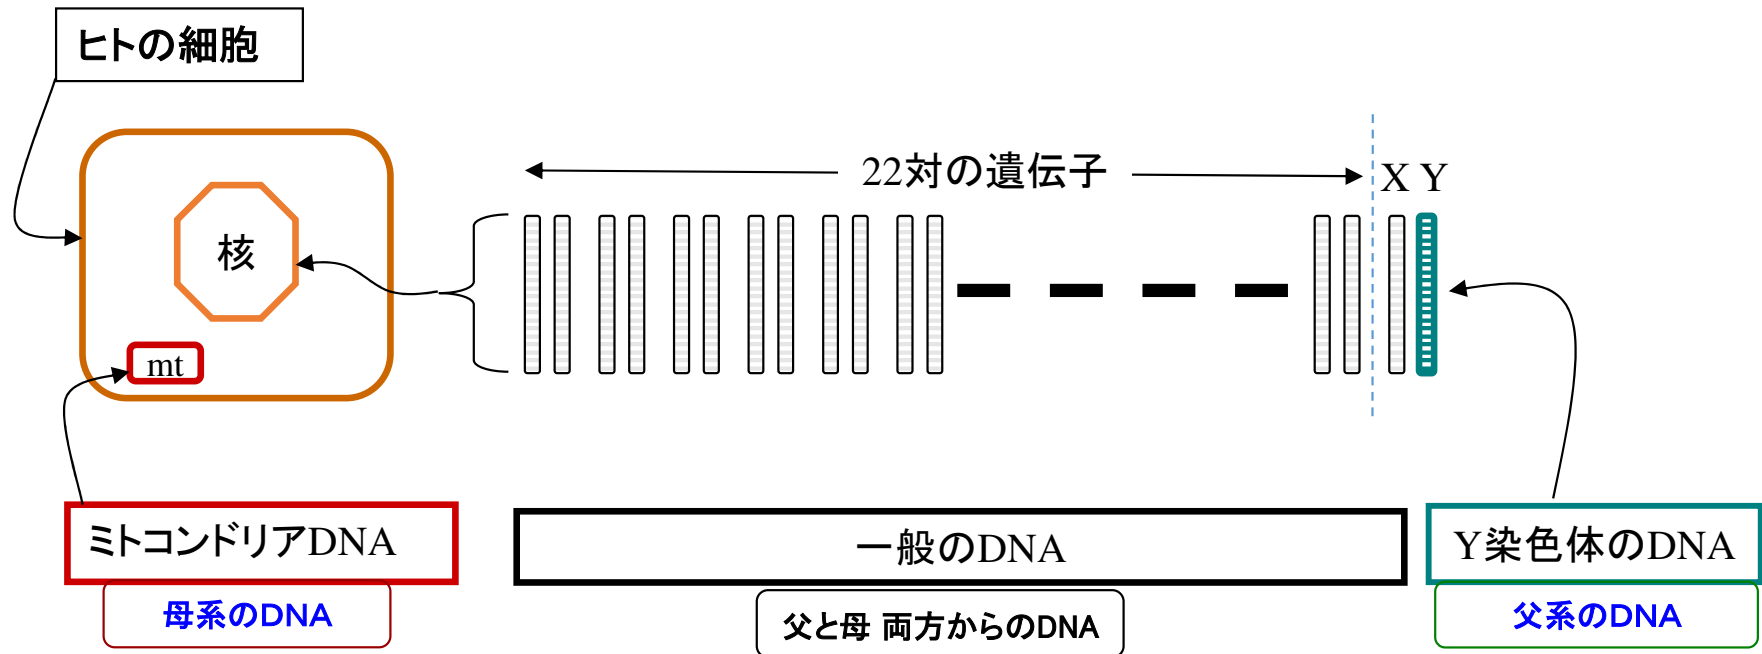 ヒトの細胞
22対の遺伝子
X Y
核
mt
ミトコンドリアDNA
一般のDNA
Y染色体のDNA
母系のDNA
父と母 両方からのDNA
父系のDNA